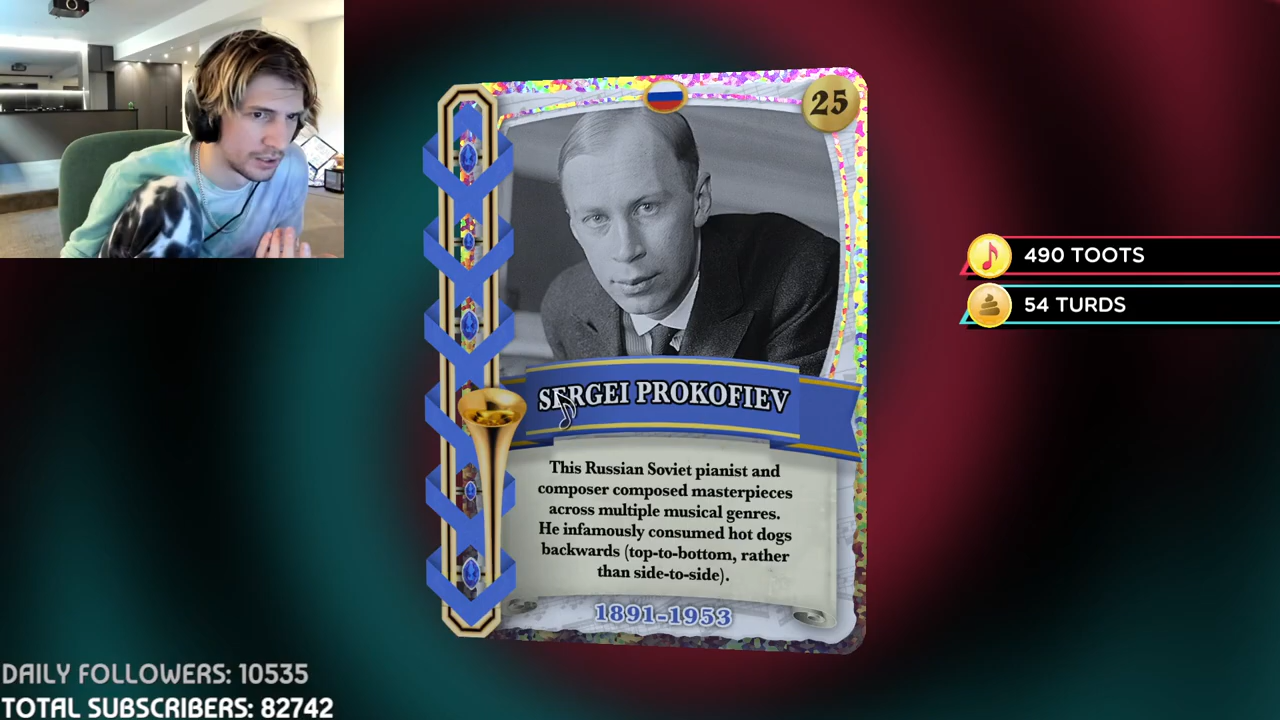 25
SERGEI PROKOFIEV
This Russian Soviet pianist and
composer composed masterpieces
across multiple musical genres.
He infamously consumed hot dogs
backwards (top-to-bottom, rather
than side-to-side).
1891-1953
490 TOOTS
54 TURDS
DAILY FOLLOWERS: 10535
TOTAL SUBSCRIBERS: 82742